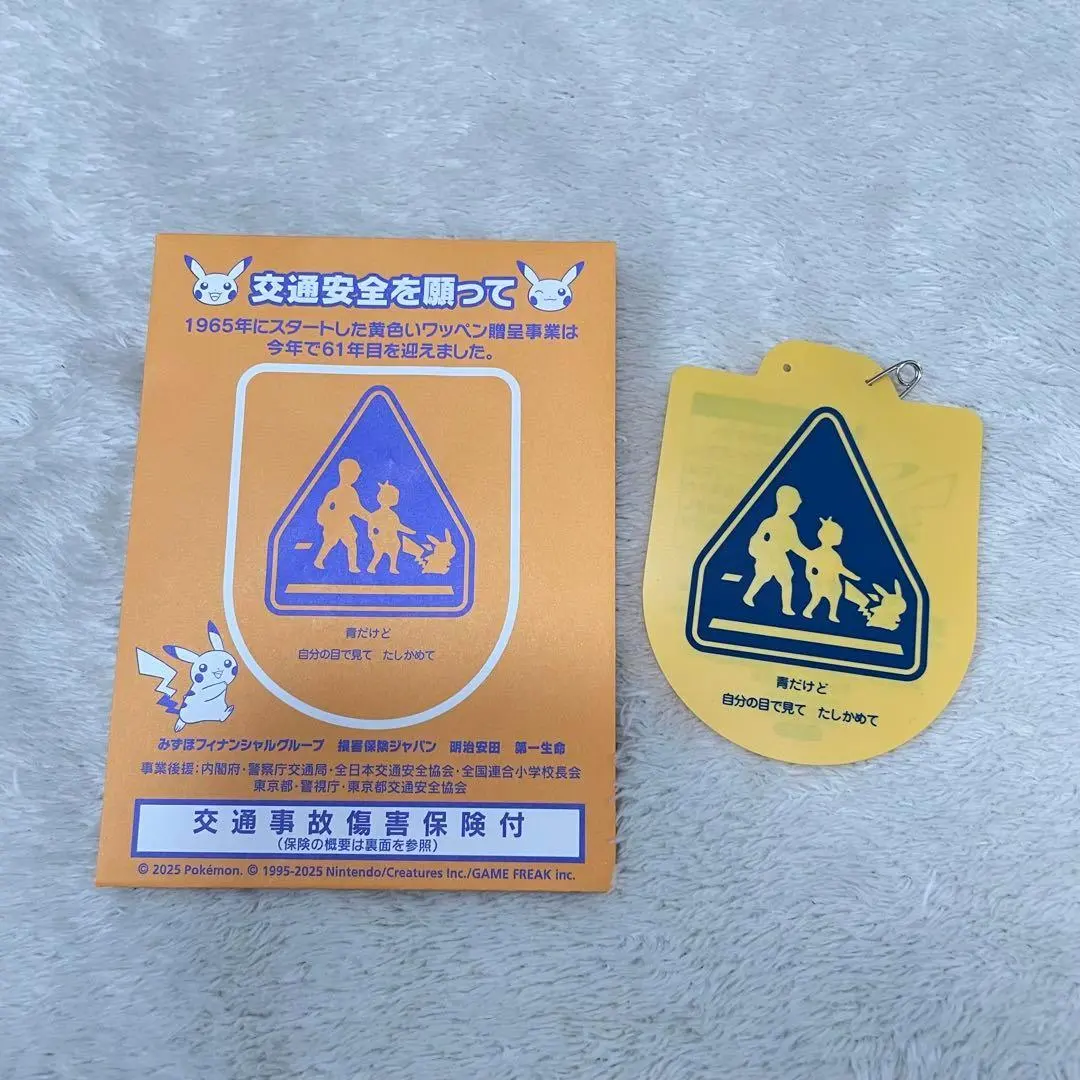 交通安全を願って
1965年にスタートした黄色いワッペン贈呈事業は
今年で61年目を迎えました。
青だけど
自分の目で見て たしかめて
みずほフィナンシャルグループ 損害保険ジャパン 明治安田 第一生命
事業後援:内閣府・警察庁交通局・全日本交通安全協会・全国連合小学校長会
東京都・警視庁・東京都交通安全協会
交通事故傷害保険付
(保険の概要は裏面を参照)
© 2025 Pokémon. © 1995-2025 Nintendo/Creatures Inc./GAME FREAK inc.
青だけど
自分の目で見て たしかめて